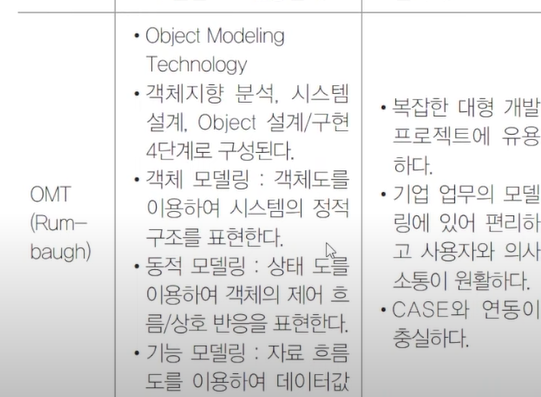 OMT
(Rum-
baugh)
• Object Modeling
Technology
• 객체지향 분석, 시스템
설계, Object 설계/구현
4단계로 구성된다.
• 객체 모델링 : 객체도를
이용하여 시스템의 정적
구조를 표현한다.
• 동적 모델링 : 상태 도를
이용하여 객체의 제어 흐
름/상호 반응을 표현한다.
• 기능 모델링 : 자료 흐름
도를 이용하여 데이터값
• 복잡한 대형 개발
프로젝트에 유용
하다.
• 기업 업무의 모델
링에 있어 편리하
고 사용자와 의사
소통이 원활하다.
• CASE와 연동이
충실하다.